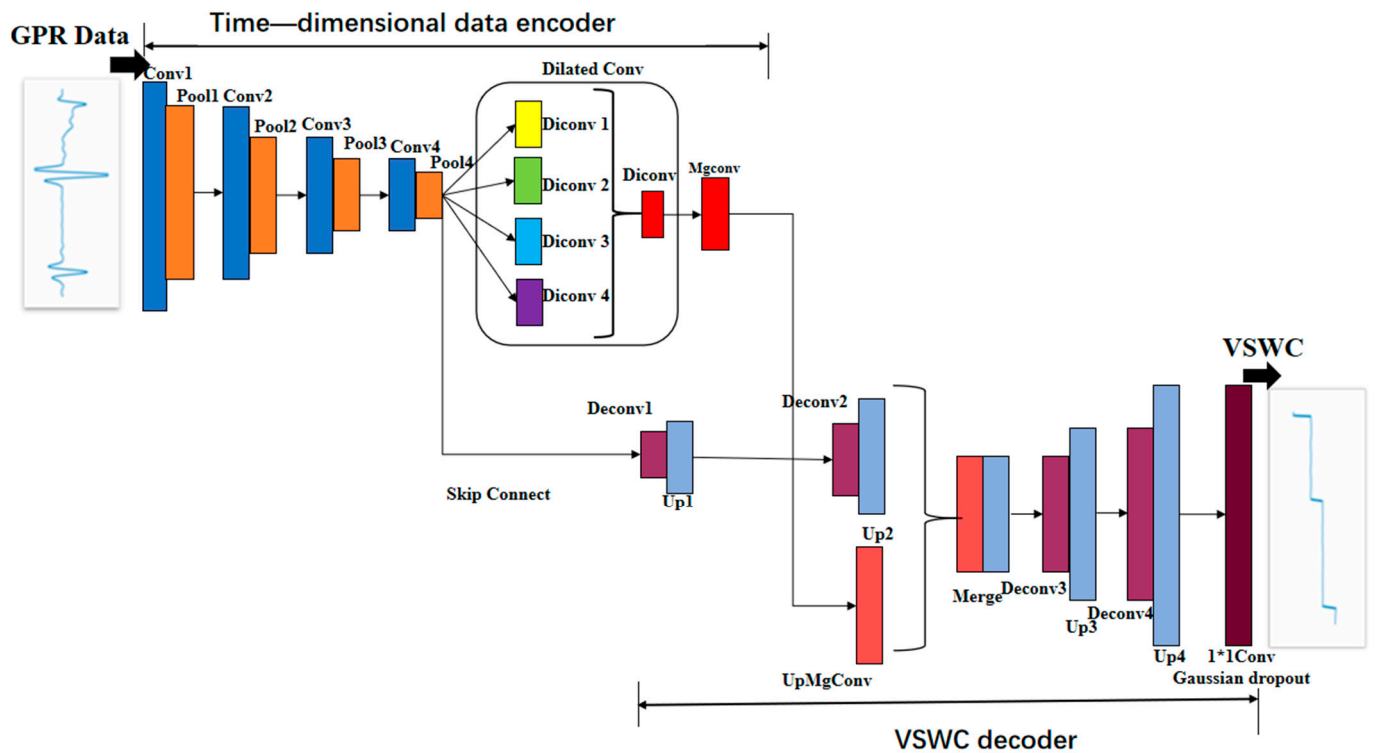 Time—dimensional data encoder
GPR Data
Conv1
Pool1
Conv2
Pool2
Conv3
Pool3
Conv4
Pool4
Dilated Conv
Diconv 1
Diconv 2
Diconv 3
Diconv 4
Diconv
Mgconv
Skip Connect
Deconv1
Up1
Deconv2
Up2
UpMgConv
Merge
Deconv3
Up3
Deconv4
Up4
VSWC
1*1Conv
Gaussian dropout
VSWC decoder